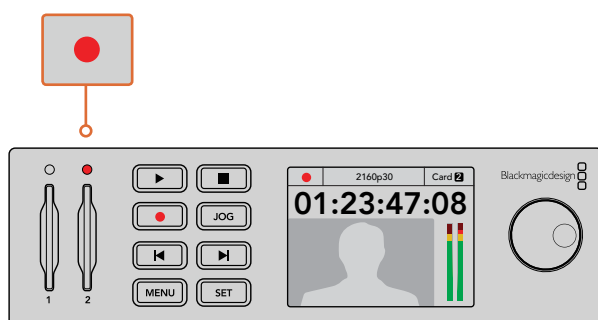 2160p30
Card 2
Blackmagicdesign
01:23:47:08
JOG
MENU
SET
1
2